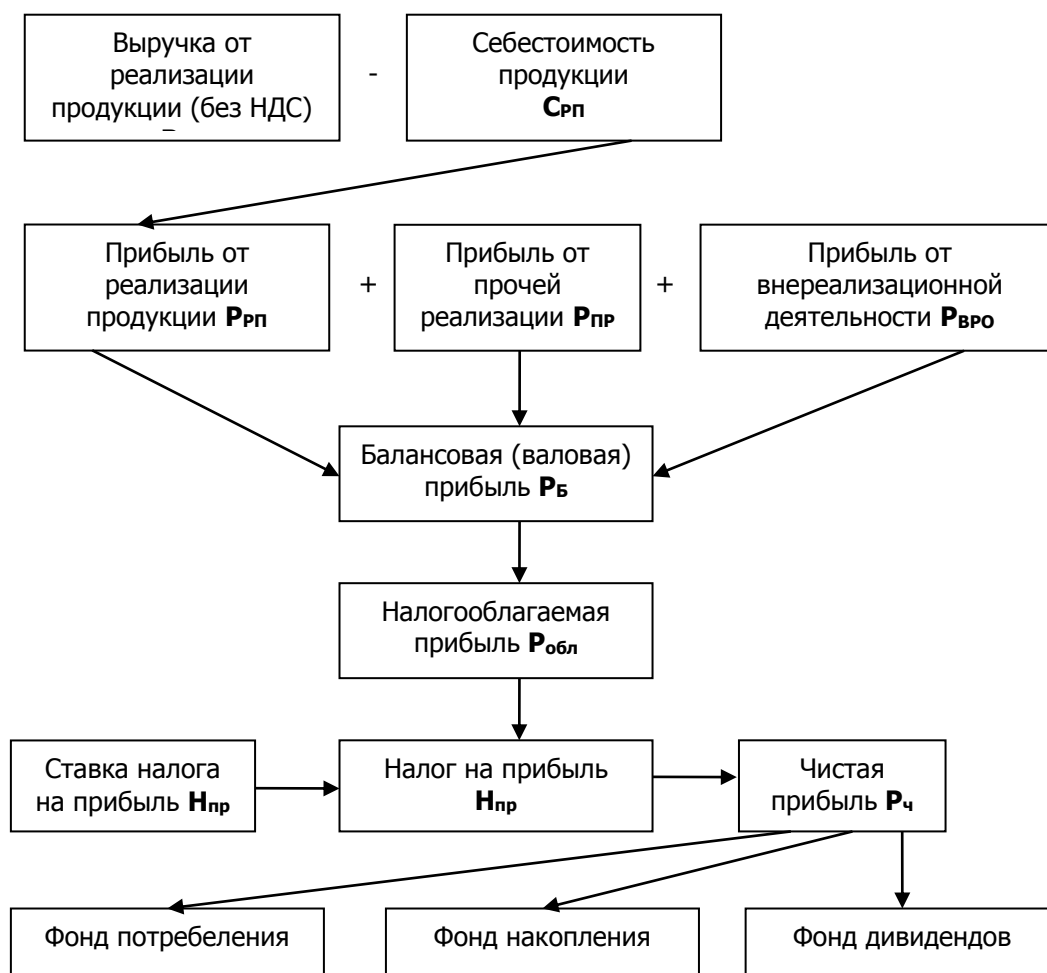 Выручка от
реализации
продукции (без НДС)
-
Себестоимость
продукции
СРП
Прибыль от
реализации
продукции РРП
+
Прибыль от
прочей
реализации РПР
+
Прибыль от
внереализационной
деятельности РВРО
Балансовая (валовая)
прибыль РБ
Налогооблагаемая
прибыль Робл
Ставка налога
на прибыль Нпр
Налог на прибыль
Нпр
Чистая
прибыль Рч
Фонд потребеления
Фонд накопления
Фонд дивидендов